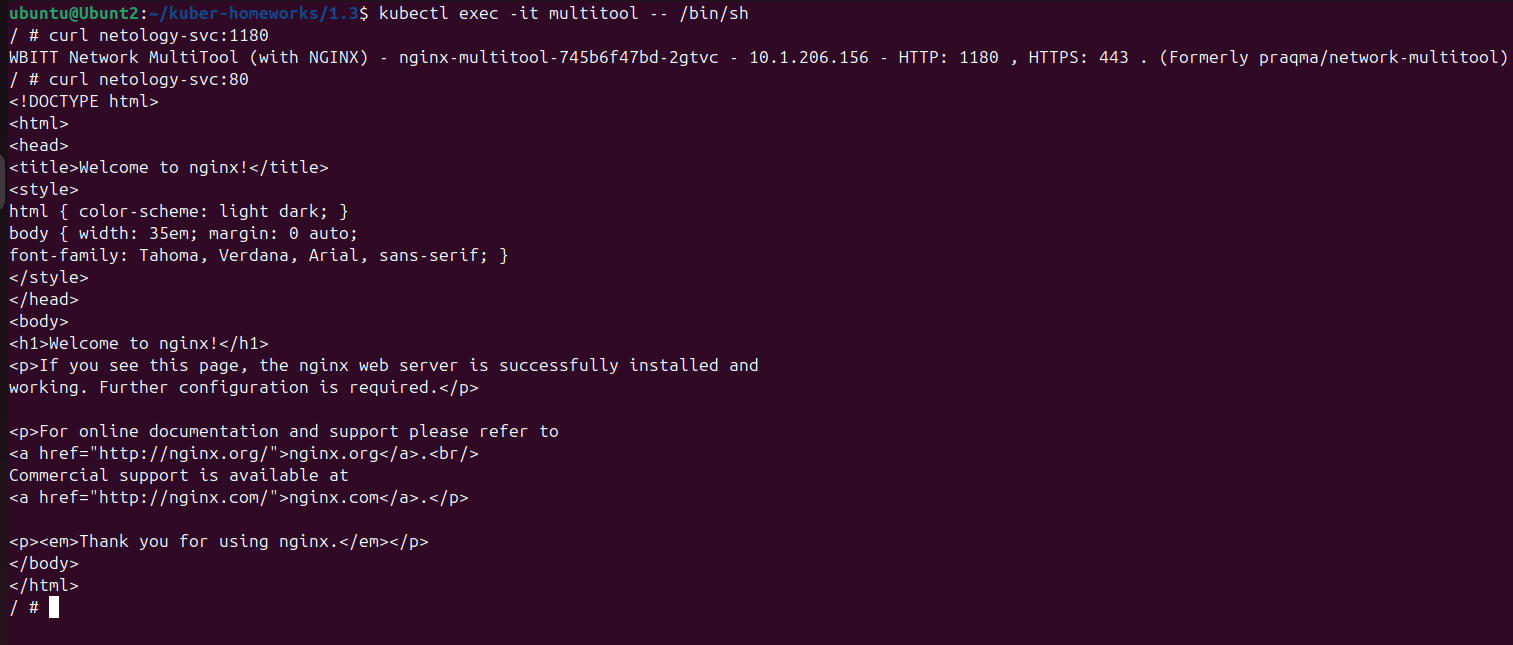 ubuntu@Ubunt2:~/kuber-homeworks/1.3$ kubectl exec -it multitool -- /bin/sh
/ # curl netology-svc:1180
WBITT Network MultiTool (with NGINX) - nginx-multitool-745b6f47bd-2gtvc - 10.1.206.156 - HTTP: 1180 , HTTPS: 443 . (Formerly praqma/network-multitool)
/ # curl netology-svc:80
<!DOCTYPE html>
<html>
<head>
<title>Welcome to nginx!</title>
<style>
html { color-scheme: light dark; }
body { width: 35em; margin: 0 auto;
font-family: Tahoma, Verdana, Arial, sans-serif; }
</style>
</head>
<body>
<h1>Welcome to nginx!</h1>
<p>If you see this page, the nginx web server is successfully installed and
working. Further configuration is required.</p>

<p>For online documentation and support please refer to
<a href="http://nginx.org/">nginx.org</a>.<br/>
Commercial support is available at
<a href="http://nginx.com/">nginx.com</a>.</p>

<p><em>Thank you for using nginx.</em></p>
</body>
</html>
/ #